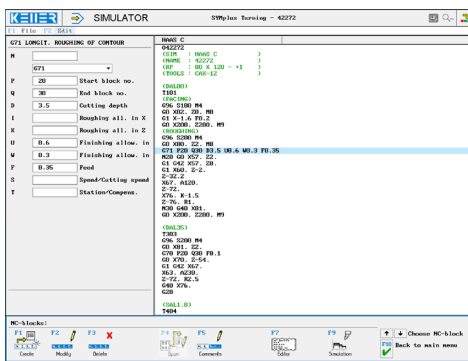 KELLER SIMULATOR SYMplus Turning - 42272
F1 File F2 Edit
G71 LONGIT. ROUGHING OF CONTOUR
N
G71
P 20 Start block no.
Q 30 End block no.
D 3.5 Cutting depth
I Roughing all. in X
K Roughing all. in Z
U 0.6 Finishing allow. in
W 0.3 Finishing allow. in
F 0.35 Feed
S Speed/Cutting speed
T Station/Compens.
HAAS C
O42272
(SIM : HAAS C )
(NAME : 42272 )
(RP : 80 X 120 - +1 )
(TOOLS : CAX-12 )
(DAL80)
T101
(FACING)
G96 S180 M4
G0 X82. Z0. M8
G1 X-1.6 F0.2
G0 X200. Z200. M9
(ROUGHING)
G96 S200 M4
G0 X80. Z2. M8
G71 P20 Q30 D3.5 U0.6 W0.3 F0.35
N20 G0 X57. Z2.
G1 G42 X57. Z0.
G1 X60. Z-2.
Z-32.2
X67. A120.
Z-72.
X76. K-1.5
Z-76. R1.
N30 G40 X81.
G0 X200. Z200. M9
(DAL35)
T303
G96 S280 M4
G0 X81. Z2.
G70 P20 Q30 F0.1
G0 X70. Z-54.
G1 G42 X67.
X63. A230.
Z-72. R2.5
G40 X76.
G28
(SAL1.8)
T404
NC-blocks:
F1 F2 F3 F4 F5 F7 F9 Choose NC-block
F10 Back to main menu
Create Modify Delete Span Comments Editor Simulation